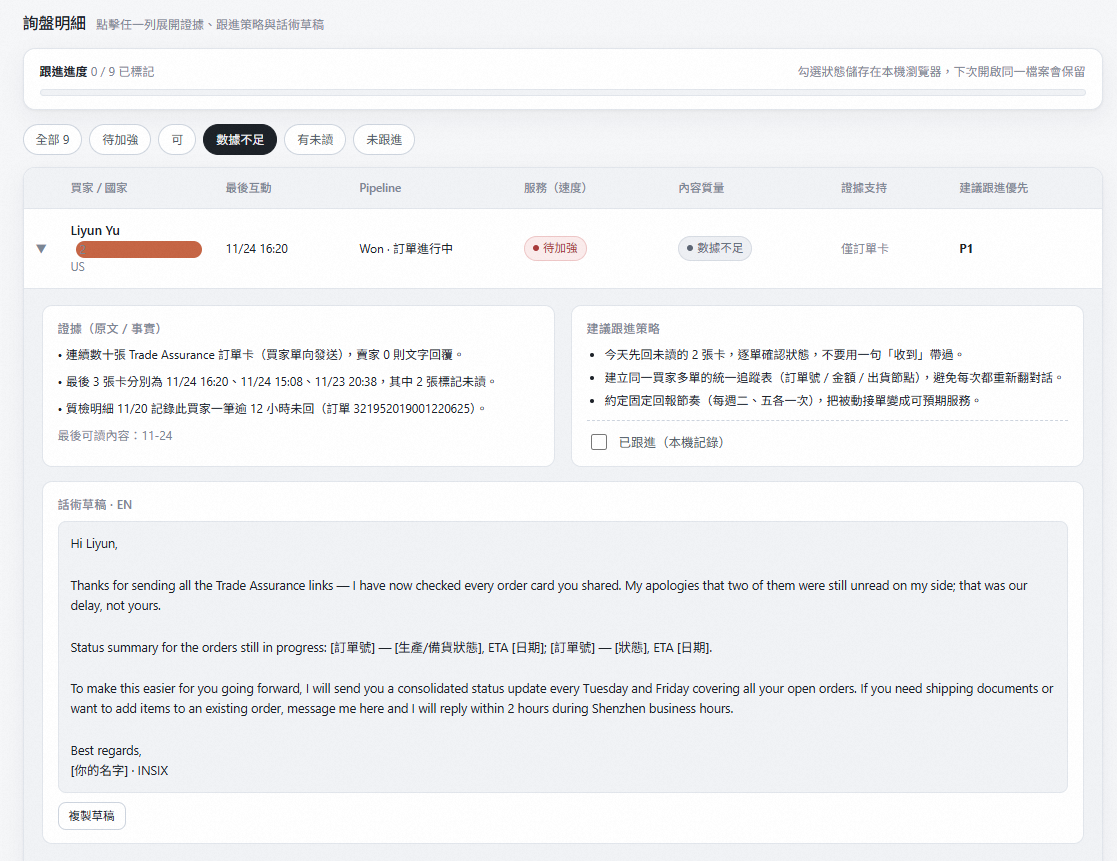 詢盤明細 點擊任一列展開證據、跟進策略與話術草稿
跟進進度 0 / 9 已標記 勾選狀態儲存在本機瀏覽器，下次開啟同一檔案會保留
全部 9 待加強 可 數據不足 有未讀 未跟進
買家 / 國家 最後互動 Pipeline 服務（速度） 內容質量 證據支持 建議跟進優先
Liyun Yu
▼ 11/24 16:20 Won · 訂單進行中 待加強 數據不足 僅訂單卡 P1
US
證據（原文 / 事實）
• 連續數十張 Trade Assurance 訂單卡（買家單向發送），賣家 0 則文字回覆。
• 最後 3 張卡分別為 11/24 16:20、11/24 15:08、11/23 20:38，其中 2 張標記未讀。
• 質檢明細 11/20 記錄此買家一筆逾 12 小時未回（訂單 321952019001220625）。
最後可讀內容：11-24
建議跟進策略
• 今天先回未讀的 2 張卡，逐單確認狀態，不要用一句「收到」帶過。
• 建立同一買家多單的統一追蹤表（訂單號 / 金額 / 出貨節點），避免每次都重新翻對話。
• 約定固定回報節奏（每週二、五各一次），把被動接單變成可預期服務。
已跟進（本機記錄）
話術草稿 · EN
Hi Liyun,
Thanks for sending all the Trade Assurance links — I have now checked every order card you shared. My apologies that two of them were still unread on my side; that was our
delay, not yours.
Status summary for the orders still in progress: [訂單號] — [生產/備貨狀態], ETA [日期]; [訂單號] — [狀態], ETA [日期].
To make this easier for you going forward, I will send you a consolidated status update every Tuesday and Friday covering all your open orders. If you need shipping documents or
want to add items to an existing order, message me here and I will reply within 2 hours during Shenzhen business hours.
Best regards,
[你的名字] · INSIX
複製草稿